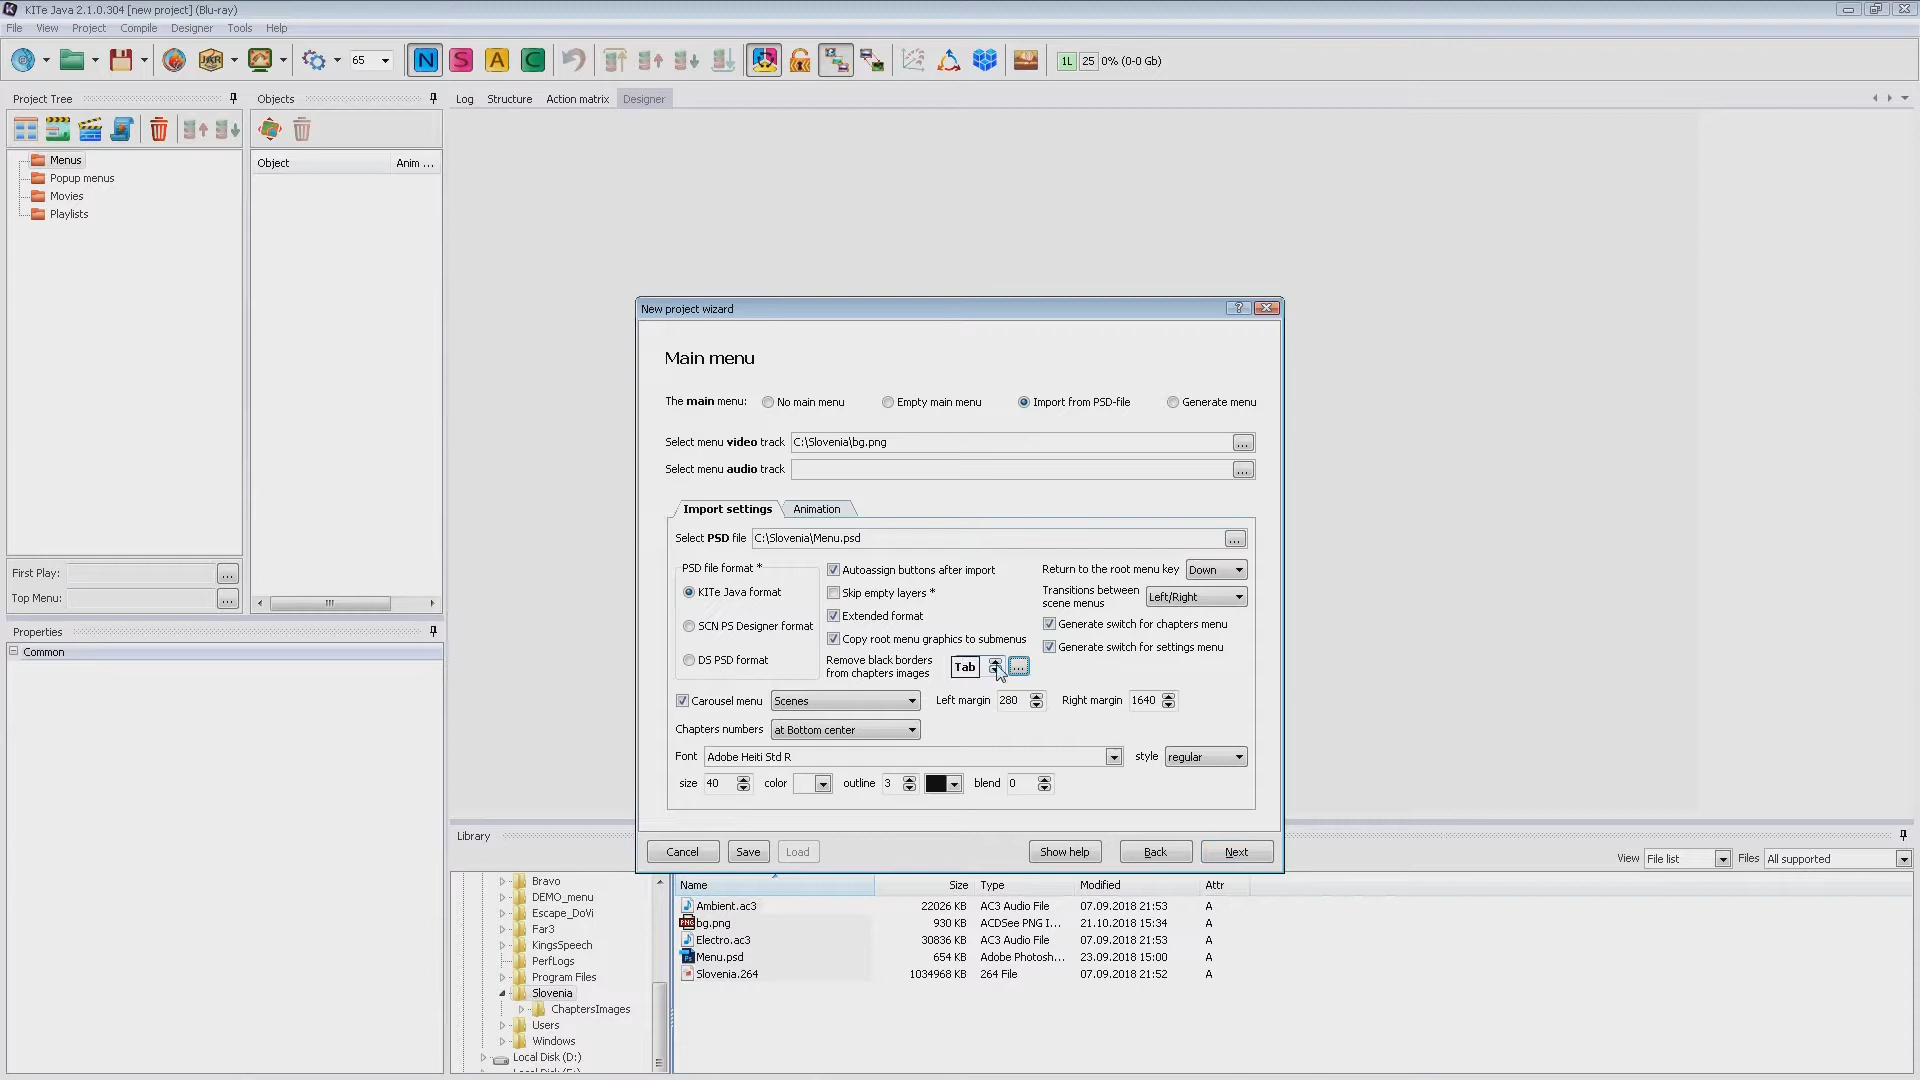 KITe Java 2.1.0.304 [new project] (Blu-ray)
File View Project Compile Designer Tools Help
65 N S A C 1L 25 0% (0-0 Gb)
Project Tree Objects Log Structure Action matrix Designer
Object Anim ...
Menus
Popup menus
Movies
Playlists
First Play: ...
Top Menu: ...
Properties
Common
New project wizard
Main menu
The main menu: No main menu Empty main menu Import from PSD-file Generate menu
Select menu video track C:\Slovenia\bg.png ...
Select menu audio track ...
Import settings Animation
Select PSD file C:\Slovenia\Menu.psd ...
PSD file format *
KITe Java format
SCN PS Designer format
DS PSD format
Autoassign buttons after import
Skip empty layers *
Extended format
Copy root menu graphics to submenus
Remove black borders
from chapters images Tab ...
Return to the root menu key Down
Transitions between
scene menus Left/Right
Generate switch for chapters menu
Generate switch for settings menu
Carousel menu Scenes Left margin 280 Right margin 1640
Chapters numbers at Bottom center
Font Adobe Heiti Std R style regular
size 40 color outline 3 blend 0
Cancel Save Load Show help Back Next
Library
View File list Files All supported
Bravo
DEMO_menu
Escape_DoVi
Far3
KingsSpeech
PerfLogs
Program Files
Slovenia
ChaptersImages
Users
Windows
Local Disk (D:)
Name Size Type Modified Attr
Ambient.ac3 22026 KB AC3 Audio File 07.09.2018 21:53 A
bg.png 930 KB ACDSee PNG I... 21.10.2018 15:34 A
Electro.ac3 30836 KB AC3 Audio File 07.09.2018 21:53 A
Menu.psd 654 KB Adobe Photosh... 23.09.2018 15:00 A
Slovenia.264 1034968 KB 264 File 07.09.2018 21:52 A